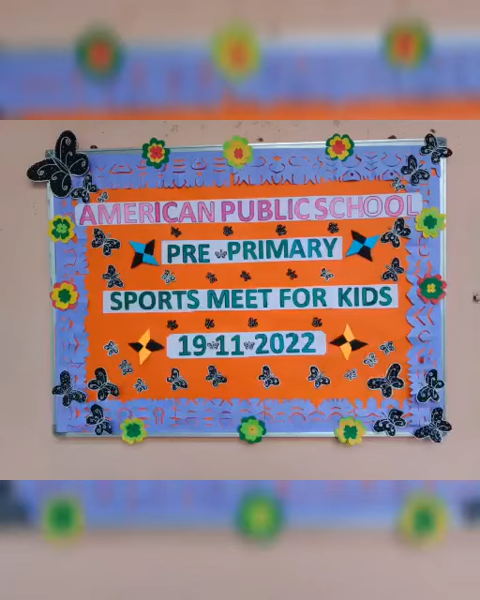 AMERICAN PUBLIC SCHOOL
PRE - PRIMARY
SPORTS MEET FOR KIDS
19-11-2022